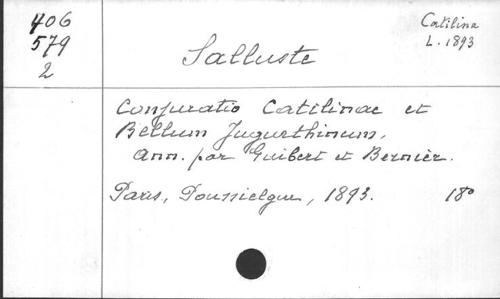 406
579
2
Catilina
L. 1893
Salluste
Conjuratio Catilinae et
Bellum Jugurthinum,
Ann. par Guibert et Bernier.
Paris, Poussielgue, 1893. 18°